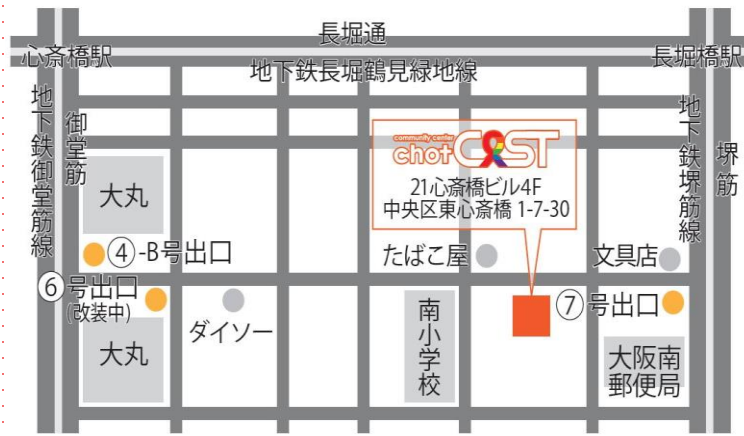 長堀通
心斎橋駅
長堀橋駅
地下鉄長堀鶴見緑地線
地下鉄御堂筋線
御堂筋
地下鉄堺筋線
堺筋
community center
chotCAST
21心斎橋ビル4F
中央区東心斎橋 1-7-30
大丸
④-B号出口
たばこ屋
文具店
⑥号出口
(改装中)
⑦号出口
ダイソー
南小学校
大丸
大阪南
郵便局